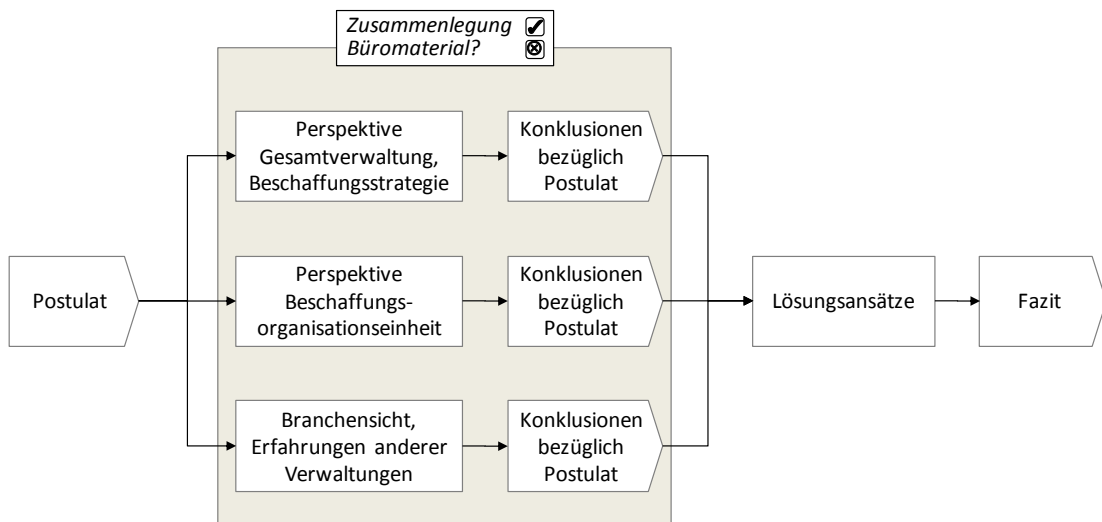 Zusammenlegung
Büromaterial?
Perspektive
Gesamtverwaltung,
Beschaffungsstrategie
Konklusionen
bezüglich
Postulat
Postulat
Perspektive
Beschaffungs-
organisationseinheit
Konklusionen
bezüglich
Postulat
Lösungsansätze
Fazit
Branchensicht,
Erfahrungen anderer
Verwaltungen
Konklusionen
bezüglich
Postulat